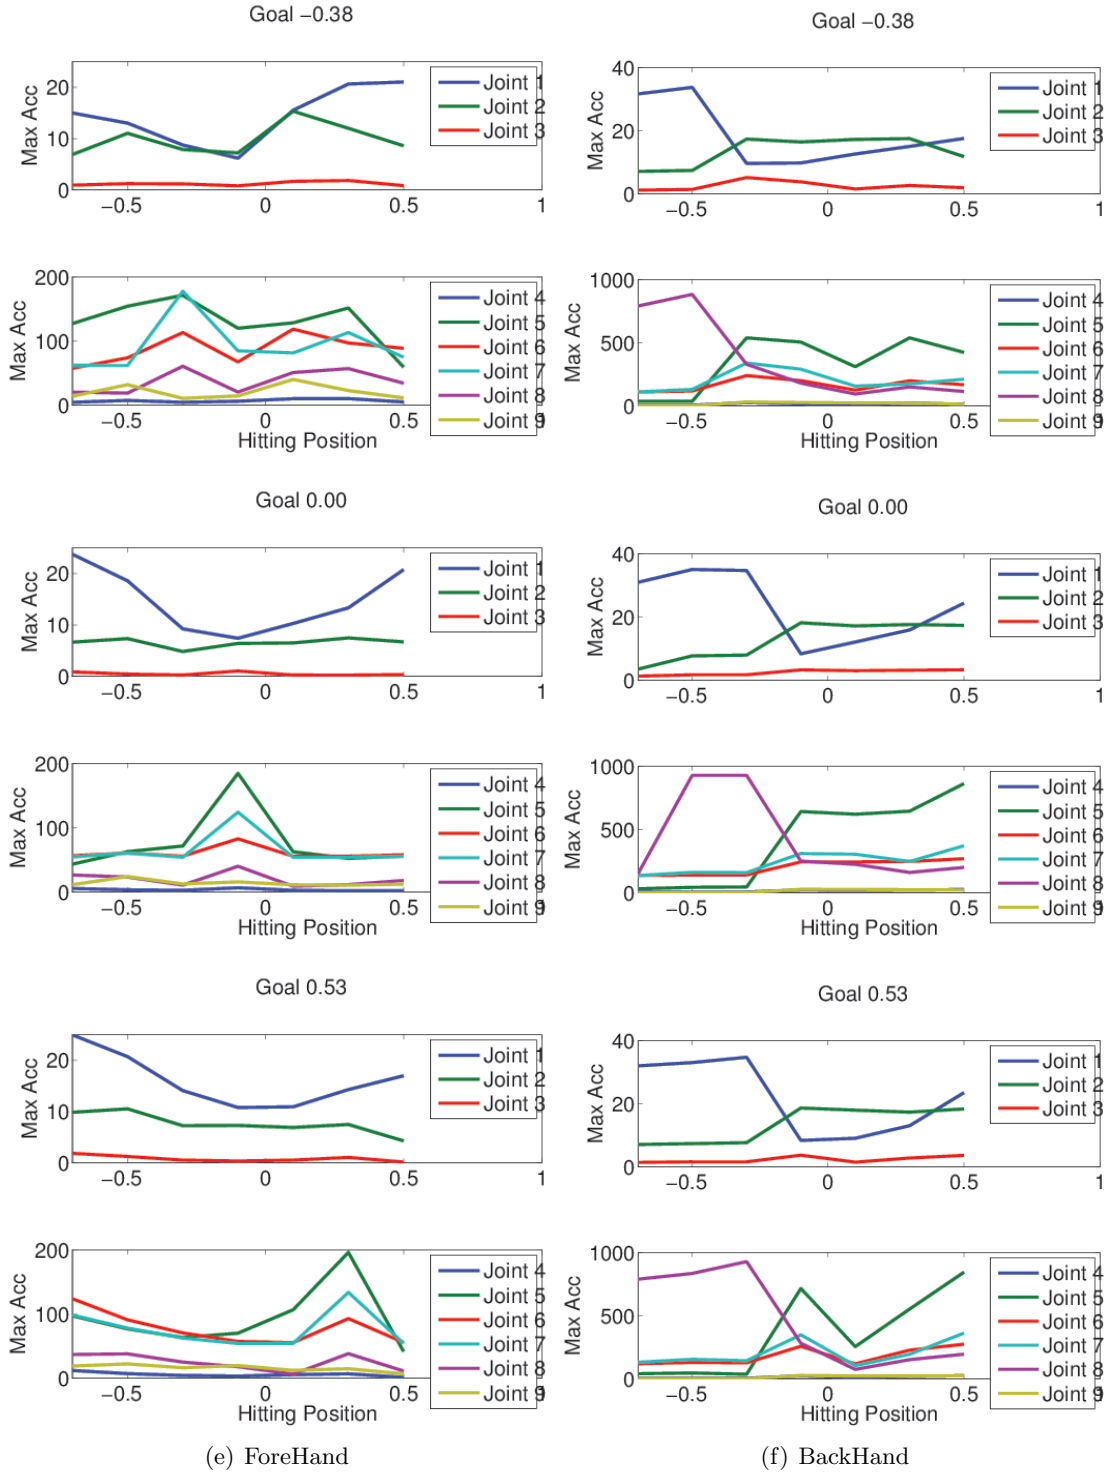 Goal −0.38
Max Acc
20
10
0
−0.5
0
0.5
1
Joint 1
Joint 2
Joint 3
Max Acc
200
100
0
−0.5
0
0.5
1
Joint 4
Joint 5
Joint 6
Joint 7
Joint 8
Joint 9
Hitting Position
Goal 0.00
Max Acc
20
10
0
−0.5
0
0.5
1
Joint 1
Joint 2
Joint 3
Max Acc
200
100
0
−0.5
0
0.5
1
Joint 4
Joint 5
Joint 6
Joint 7
Joint 8
Joint 9
Hitting Position
Goal 0.53
Max Acc
20
10
0
−0.5
0
0.5
1
Joint 1
Joint 2
Joint 3
Max Acc
200
100
0
−0.5
0
0.5
1
Joint 4
Joint 5
Joint 6
Joint 7
Joint 8
Joint 9
Hitting Position
(e) ForeHand
Goal −0.38
Max Acc
40
20
0
−0.5
0
0.5
1
Joint 1
Joint 2
Joint 3
Max Acc
1000
500
0
−0.5
0
0.5
1
Joint 4
Joint 5
Joint 6
Joint 7
Joint 8
Joint 9
Hitting Position
Goal 0.00
Max Acc
40
20
0
−0.5
0
0.5
1
Joint 1
Joint 2
Joint 3
Max Acc
1000
500
0
−0.5
0
0.5
1
Joint 4
Joint 5
Joint 6
Joint 7
Joint 8
Joint 9
Hitting Position
Goal 0.53
Max Acc
40
20
0
−0.5
0
0.5
1
Joint 1
Joint 2
Joint 3
Max Acc
1000
500
0
−0.5
0
0.5
1
Joint 4
Joint 5
Joint 6
Joint 7
Joint 8
Joint 9
Hitting Position
(f) BackHand